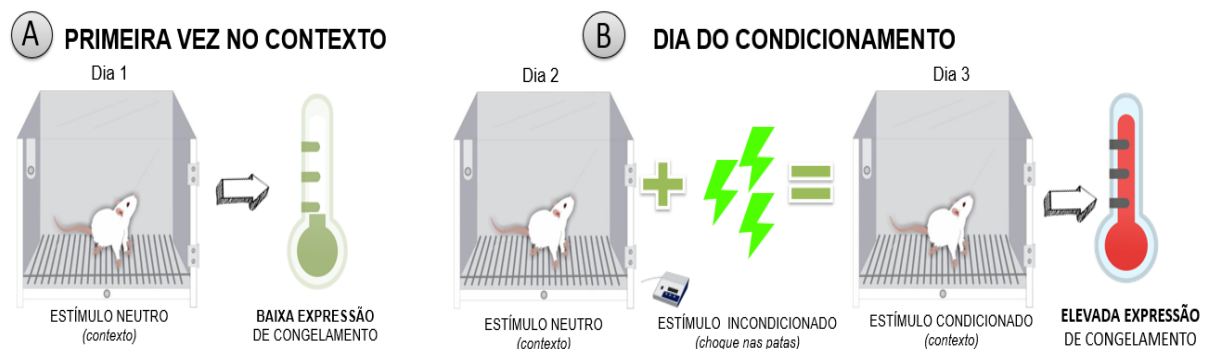 A PRIMEIRA VEZ NO CONTEXTO
Dia 1
ESTÍMULO NEUTRO
(contexto)
BAIXA EXPRESSÃO
DE CONGELAMENTO
B DIA DO CONDICIONAMENTO
Dia 2
ESTÍMULO NEUTRO
(contexto)
ESTÍMULO INCONDICIONADO
(choque nas patas)
Dia 3
ESTÍMULO CONDICIONADO
(contexto)
ELEVADA EXPRESSÃO
DE CONGELAMENTO